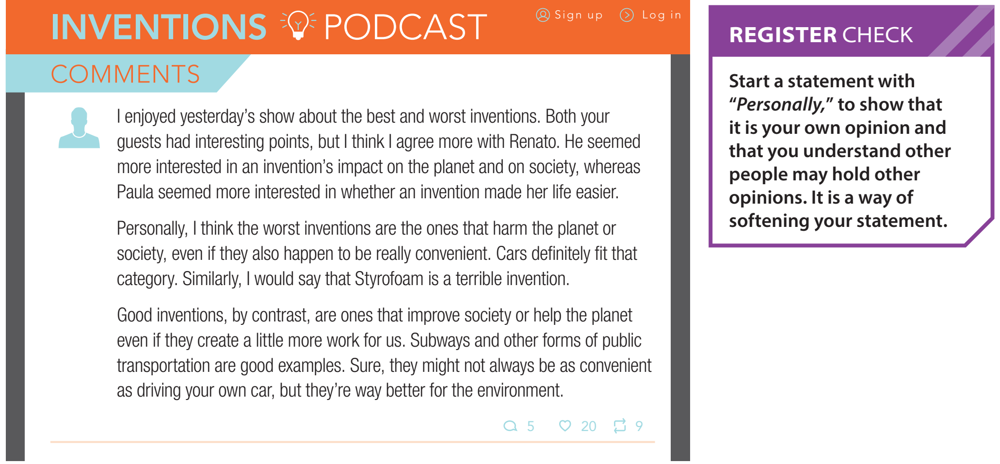 INVENTIONS PODCAST
Sign up Log in
COMMENTS
I enjoyed yesterday's show about the best and worst inventions. Both your
guests had interesting points, but I think I agree more with Renato. He seemed
more interested in an invention's impact on the planet and on society, whereas
Paula seemed more interested in whether an invention made her life easier.
Personally, I think the worst inventions are the ones that harm the planet or
society, even if they also happen to be really convenient. Cars definitely fit that
category. Similarly, I would say that Styrofoam is a terrible invention.
Good inventions, by contrast, are ones that improve society or help the planet
even if they create a little more work for us. Subways and other forms of public
transportation are good examples. Sure, they might not always be as convenient
as driving your own car, but they're way better for the environment.
5 20 9
REGISTER CHECK
Start a statement with
“Personally,” to show that
it is your own opinion and
that you understand other
people may hold other
opinions. It is a way of
softening your statement.